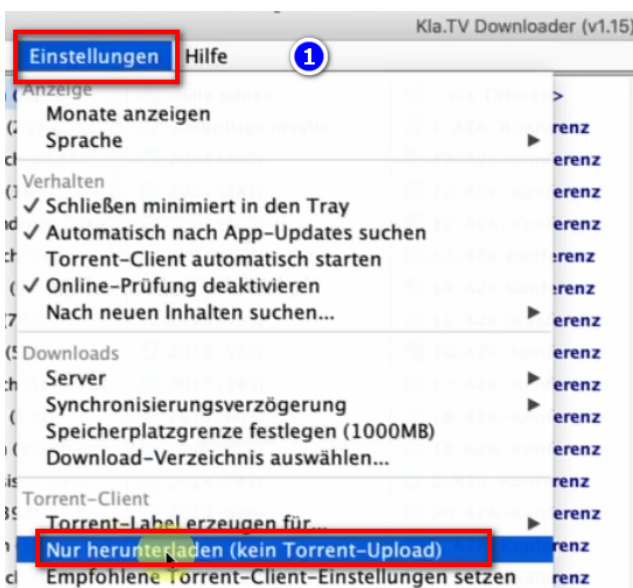 Kla.TV Downloader (v1.15)
Einstellungen Hilfe 1
Anzeige
Monate anzeigen
Sprache
Verhalten
✓ Schließen minimiert in den Tray
✓ Automatisch nach App-Updates suchen
Torrent-Client automatisch starten
✓ Online-Prüfung deaktivieren
Nach neuen Inhalten suchen...
Downloads
Server
Synchronisierungsverzögerung
Speicherplatzgrenze festlegen (1000MB)
Download-Verzeichnis auswählen...
Torrent-Client
Torrent-Label erzeugen für...
Nur herunterladen (kein Torrent-Upload)
Empfohlene Torrent-Client-Einstellungen setzen